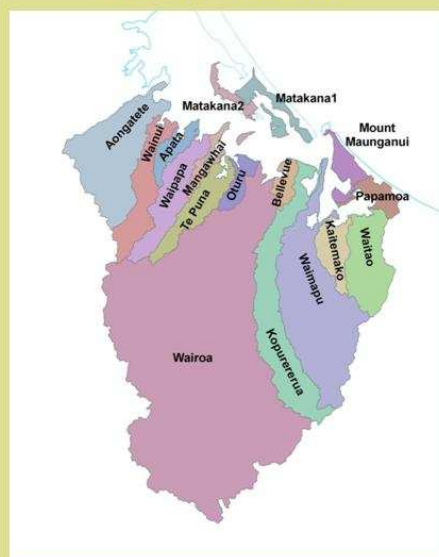 Matakana2
Matakana1
Aongatete
Mount
Maunganui
Wainui
Apata
Waipapa
Mangawhai
Te Puna
Oturu
Bellevue
Papamoa
Kaitemako
Waitao
Waimapu
Wairoa
Kopurererua